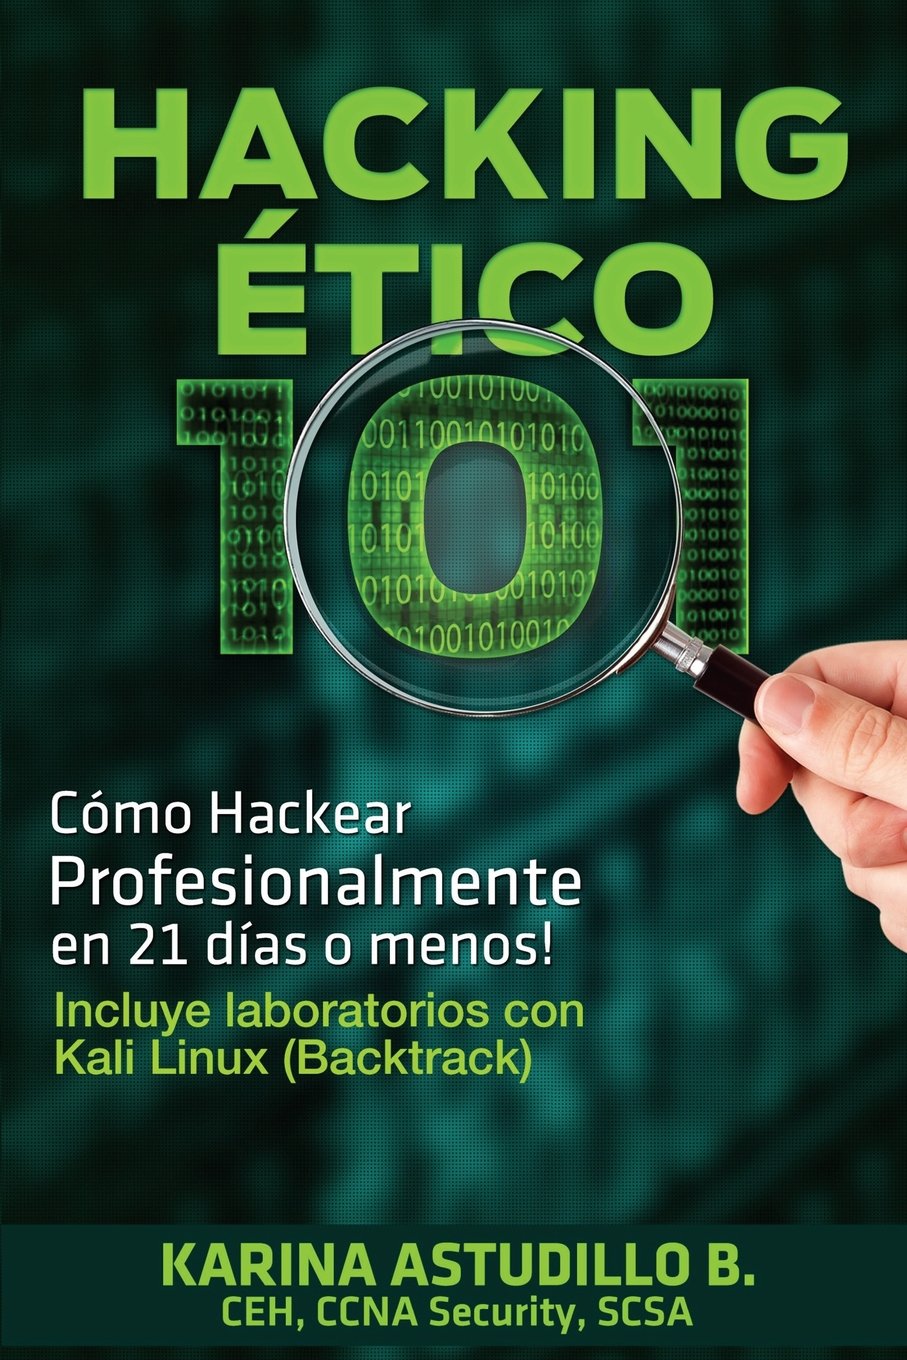 HACKING
ÉTICO
101
Cómo Hackear
Profesionalmente
en 21 días o menos!
Incluye laboratorios con
Kali Linux (Backtrack)
KARINA ASTUDILLO B.
CEH, CCNA Security, SCSA